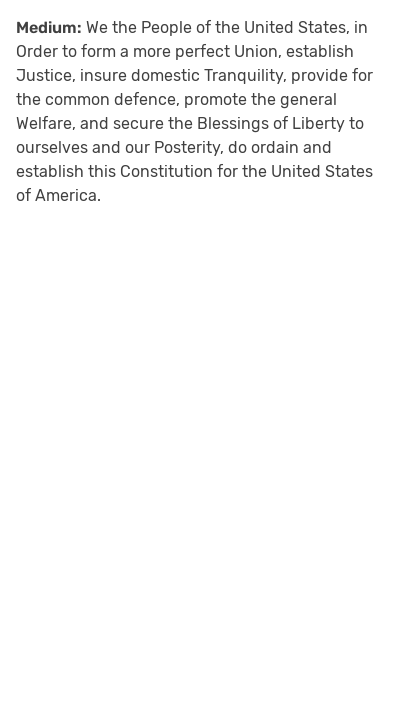 Medium: We the People of the United States, in
Order to form a more perfect Union, establish
Justice, insure domestic Tranquility, provide for
the common defence, promote the general
Welfare, and secure the Blessings of Liberty to
ourselves and our Posterity, do ordain and
establish this Constitution for the United States
of America.